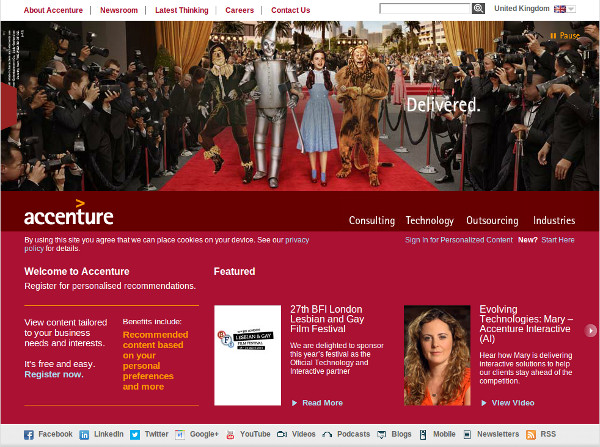 About Accenture
Newsroom
Latest Thinking
Careers
Contact Us
United Kingdom
Pause
Delivered.
accenture
Consulting
Technology
Outsourcing
Industries
By using this site you agree that we can place cookies on your device. See our privacy
policy for details.
Sign In for Personalized Content
New? Start Here
Welcome to Accenture
Register for personalised recommendations.
View content tailored
to your business
needs and interests.
It's free and easy.
Register now.
Benefits include:
Recommended
content based
on your
personal
preferences
and more
Featured
BFI
LESBIAN & GAY
FILM FESTIVAL
27th BFI London
Lesbian and Gay
Film Festival
We are delighted to sponsor
this year's festival as the
Official Technology and
Interactive partner
Read More
Evolving
Technologies: Mary –
Accenture Interactive
(AI)
Hear how Mary is delivering
interactive solutions to help
our clients stay ahead of the
competition.
View Video
Facebook
LinkedIn
Twitter
Google+
YouTube
Videos
Podcasts
Blogs
Mobile
Newsletters
RSS